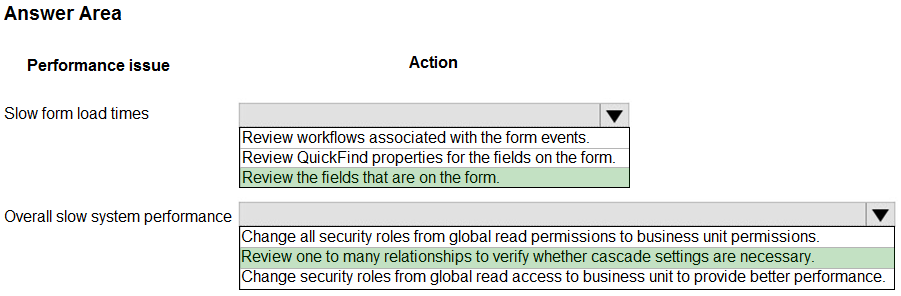 Answer Area
Performance issue Action
Slow form load times
Review workflows associated with the form events.
Review QuickFind properties for the fields on the form.
Review the fields that are on the form.
Overall slow system performance
Change all security roles from global read permissions to business unit permissions.
Review one to many relationships to verify whether cascade settings are necessary.
Change security roles from global read access to business unit to provide better performance.